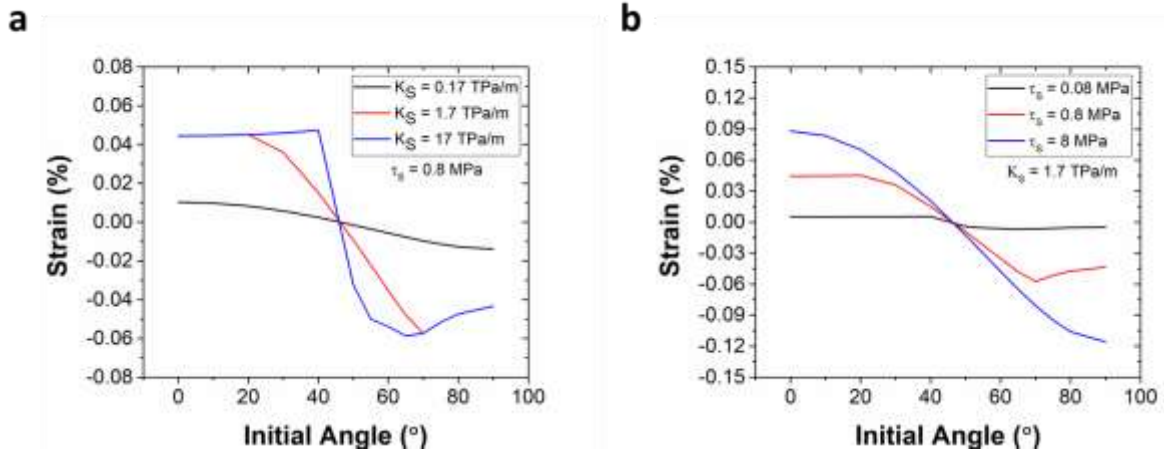 a
0.08
0.06
0.04
0.02
0.00
-0.02
-0.04
-0.06
-0.08
Strain (%)
K_S = 0.17 TPa/m
K_S = 1.7 TPa/m
K_S = 17 TPa/m
τ_s = 0.8 MPa
0 20 40 60 80 100
Initial Angle (°)
b
0.15
0.12
0.09
0.06
0.03
0.00
-0.03
-0.06
-0.09
-0.12
-0.15
Strain (%)
τ_s = 0.08 MPa
τ_s = 0.8 MPa
τ_s = 8 MPa
K_s = 1.7 TPa/m
0 20 40 60 80 100
Initial Angle (°)